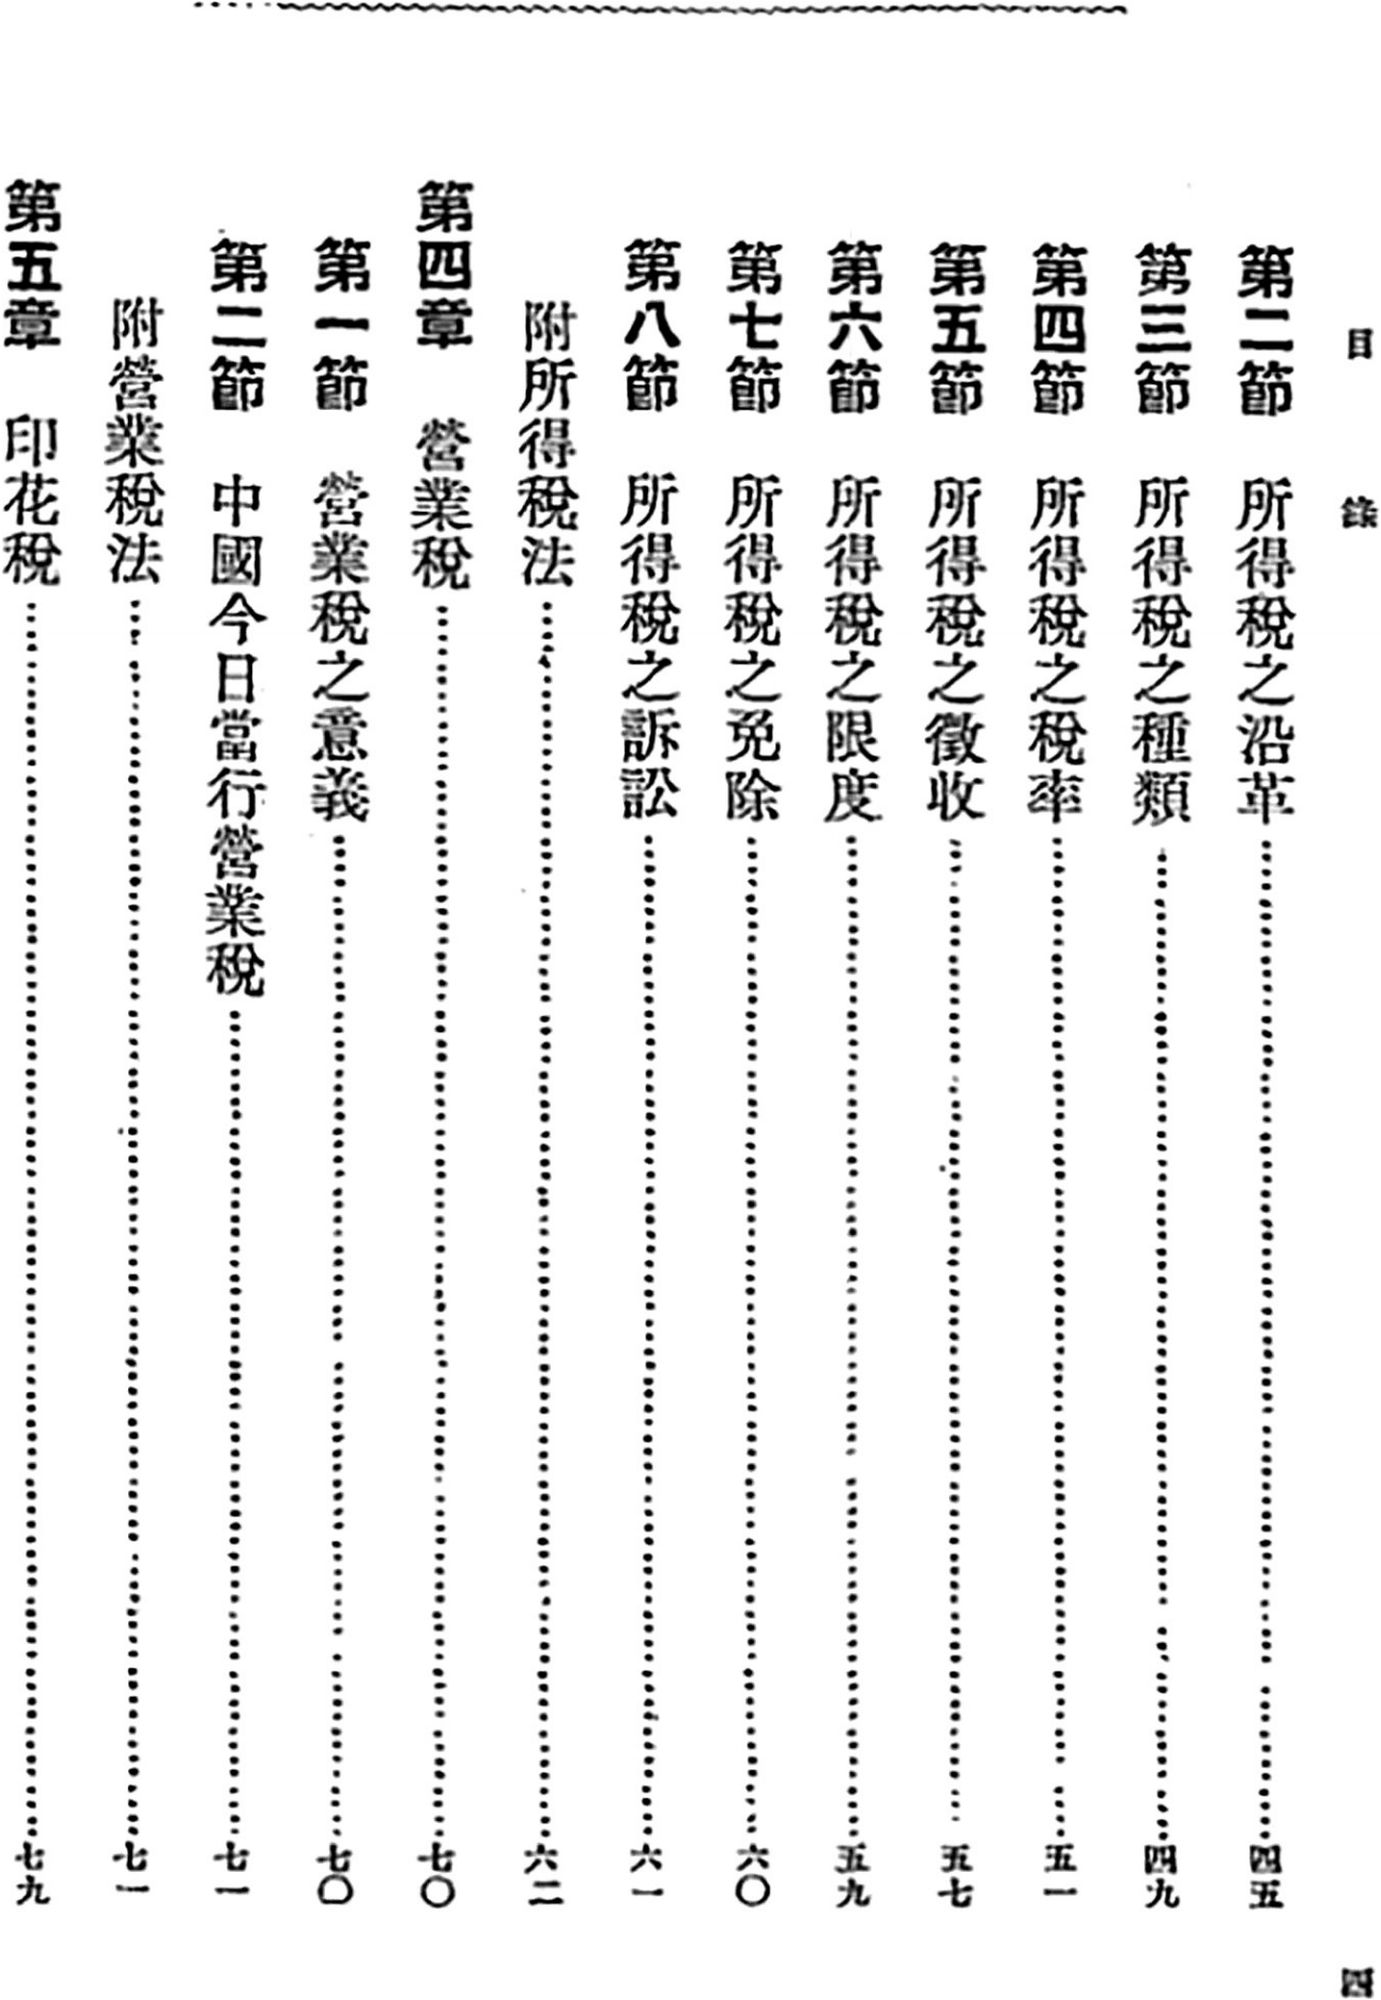 目錄
第二節 所得稅之沿革………四五
第三節 所得稅之種類………四九
第四節 所得稅之稅率………五一
第五節 所得稅之徵收………五七
第六節 所得稅之限度………五九
第七節 所得稅之免除………六〇
第八節 所得稅之訴訟………六一
附所得稅法………六二
第四章 營業稅………七〇
第一節 營業稅之意義………七〇
第二節 中國今日當行營業稅………七一
附營業稅法………七一
第五章 印花稅………七九
四